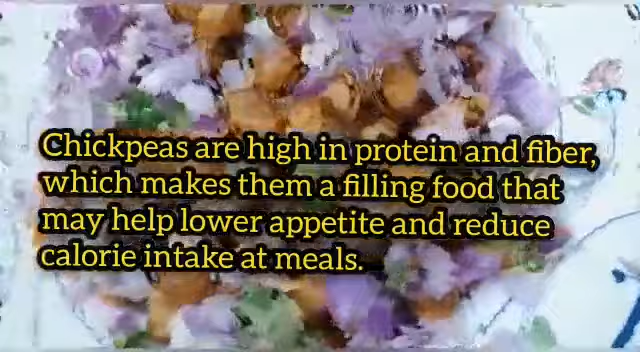 Chickpeas are high in protein and fiber,
which makes them a filling food that
may help lower appetite and reduce
calorie intake at meals.